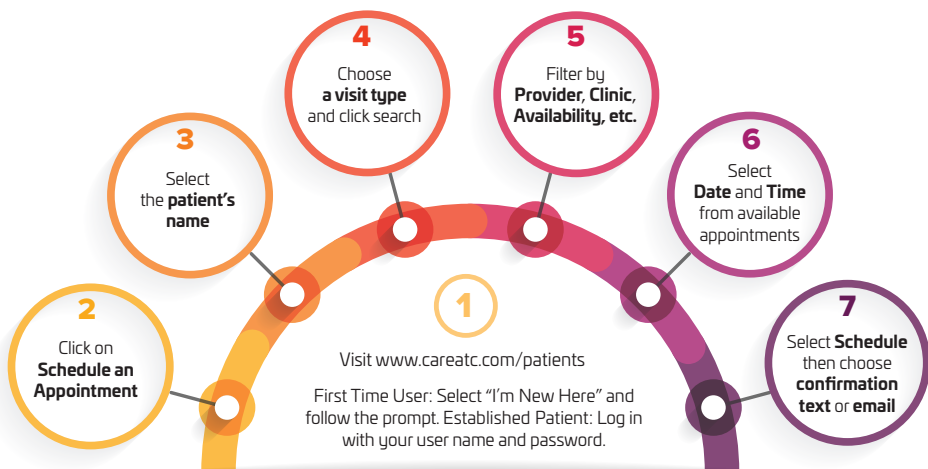 1
Visit www.careatc.com/patients
First Time User: Select “I’m New Here” and
follow the prompt. Established Patient: Log in
with your user name and password.
2
Click on
Schedule an
Appointment
3
Select
the patient’s
name
4
Choose
a visit type
and click search
5
Filter by
Provider, Clinic,
Availability, etc.
6
Select
Date and Time
from available
appointments
7
Select Schedule
then choose
confirmation
text or email